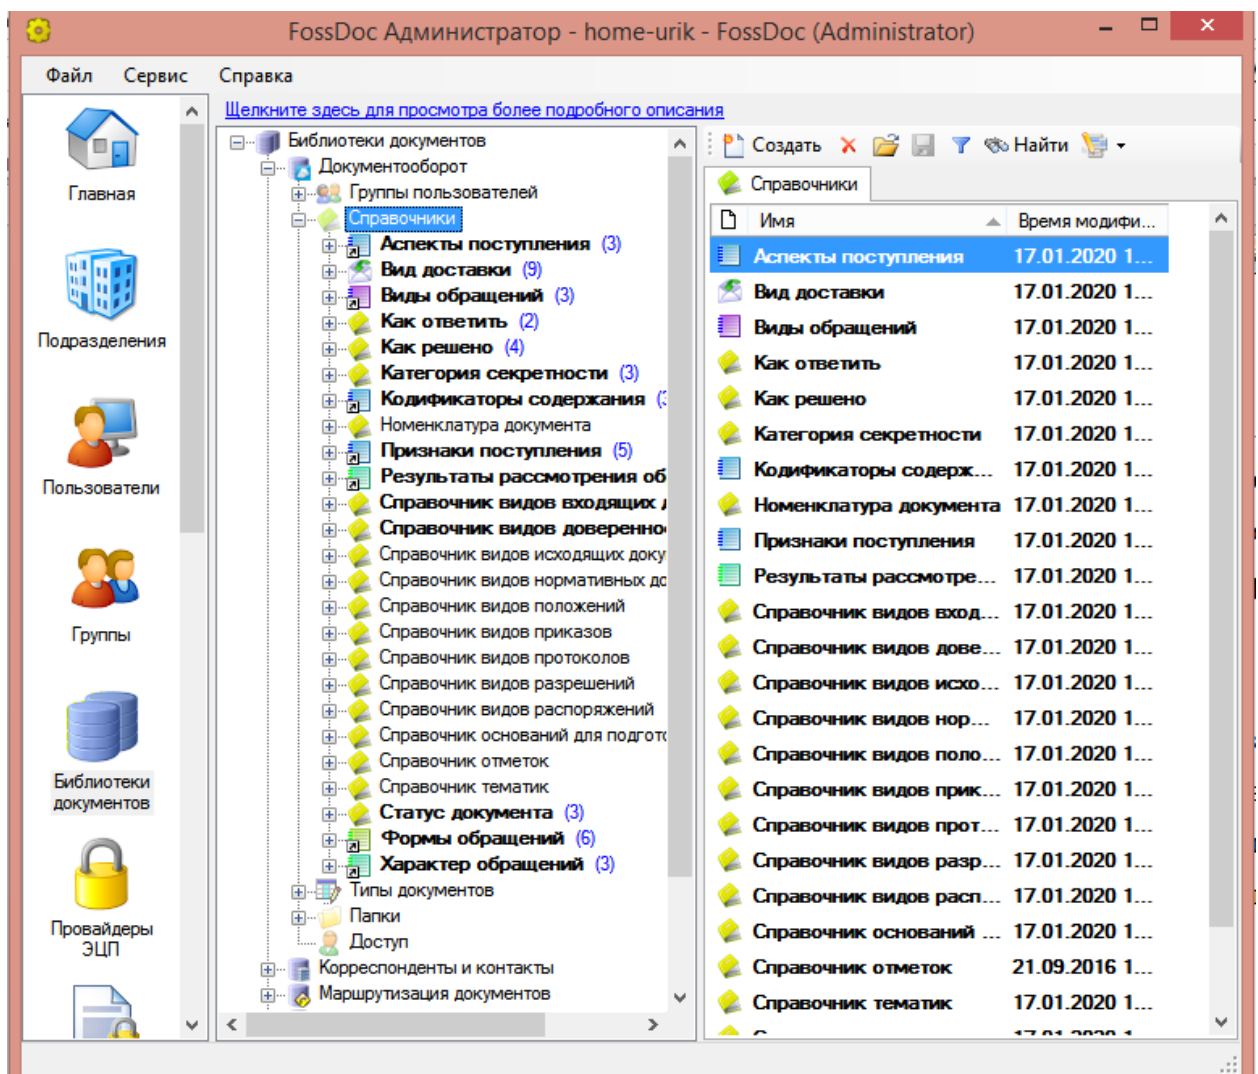 FossDoc Администратор - home-urik - FossDoc (Administrator)
Файл Сервис Справка
Щелкните здесь для просмотра более подробного описания
Главная
Подразделения
Пользователи
Группы
Библиотеки
документов
Провайдеры
ЭЦП
Библиотеки документов
Документооборот
Группы пользователей
Справочники
Аспекты поступления (3)
Вид доставки (9)
Виды обращений (3)
Как ответить (2)
Как решено (4)
Категория секретности (3)
Кодификаторы содержания
Номенклатура документа
Признаки поступления (5)
Результаты рассмотрения об
Справочник видов входящих
Справочник видов доверенно
Справочник видов исходящих доку
Справочник видов нормативных до
Справочник видов положений
Справочник видов приказов
Справочник видов протоколов
Справочник видов разрешений
Справочник видов распоряжений
Справочник оснований для подгото
Справочник отметок
Справочник тематик
Статус документа (3)
Формы обращений (6)
Характер обращений (3)
Типы документов
Папки
Доступ
Корреспонденты и контакты
Маршрутизация документов
Создать Найти
Справочники
Имя Время модифи...
Аспекты поступления 17.01.2020 1...
Вид доставки 17.01.2020 1...
Виды обращений 17.01.2020 1...
Как ответить 17.01.2020 1...
Как решено 17.01.2020 1...
Категория секретности 17.01.2020 1...
Кодификаторы содерж... 17.01.2020 1...
Номенклатура документа 17.01.2020 1...
Признаки поступления 17.01.2020 1...
Результаты рассмотре... 17.01.2020 1...
Справочник видов вход... 17.01.2020 1...
Справочник видов дове... 17.01.2020 1...
Справочник видов исхо... 17.01.2020 1...
Справочник видов нор... 17.01.2020 1...
Справочник видов поло... 17.01.2020 1...
Справочник видов прик... 17.01.2020 1...
Справочник видов прот... 17.01.2020 1...
Справочник видов разр... 17.01.2020 1...
Справочник видов расп... 17.01.2020 1...
Справочник оснований ... 17.01.2020 1...
Справочник отметок 21.09.2016 1...
Справочник тематик 17.01.2020 1...